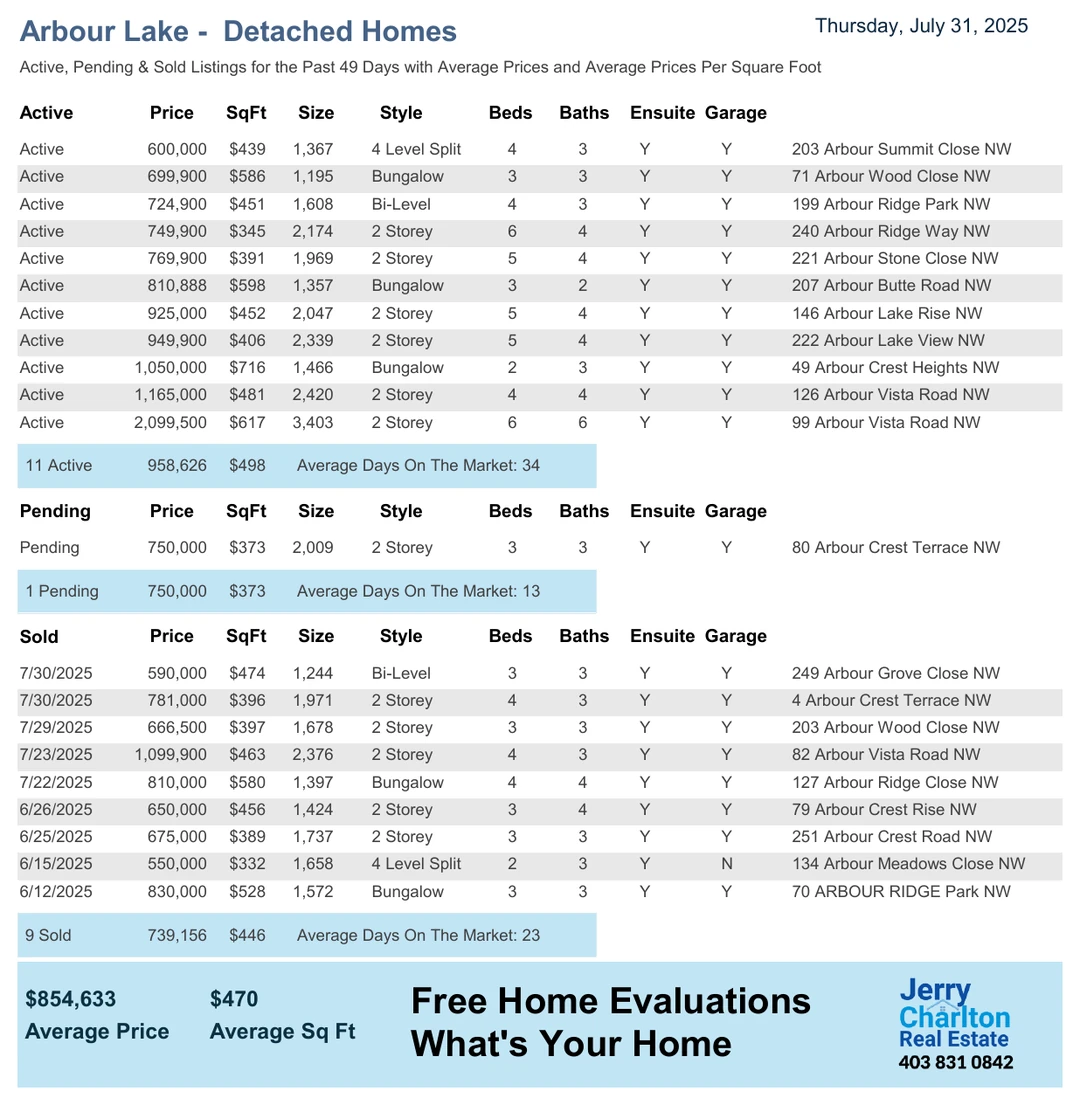 Arbour Lake - Detached Homes Thursday, July 31, 2025
Active, Pending & Sold Listings for the Past 49 Days with Average Prices and Average Prices Per Square Foot
Active Price SqFt Size Style Beds Baths Ensuite Garage
Active 600,000 $439 1,367 4 Level Split 4 3 Y Y 203 Arbour Summit Close NW
Active 699,900 $586 1,195 Bungalow 3 3 Y Y 71 Arbour Wood Close NW
Active 724,900 $451 1,608 Bi-Level 4 3 Y Y 199 Arbour Ridge Park NW
Active 749,900 $345 2,174 2 Storey 6 4 Y Y 240 Arbour Ridge Way NW
Active 769,900 $391 1,969 2 Storey 5 4 Y Y 221 Arbour Stone Close NW
Active 810,888 $598 1,357 Bungalow 3 2 Y Y 207 Arbour Butte Road NW
Active 925,000 $452 2,047 2 Storey 5 4 Y Y 146 Arbour Lake Rise NW
Active 949,900 $406 2,339 2 Storey 5 4 Y Y 222 Arbour Lake View NW
Active 1,050,000 $716 1,466 Bungalow 2 3 Y Y 49 Arbour Crest Heights NW
Active 1,165,000 $481 2,420 2 Storey 4 4 Y Y 126 Arbour Vista Road NW
Active 2,099,500 $617 3,403 2 Storey 6 6 Y Y 99 Arbour Vista Road NW
11 Active 958,626 $498 Average Days On The Market: 34
Pending Price SqFt Size Style Beds Baths Ensuite Garage
Pending 750,000 $373 2,009 2 Storey 3 3 Y Y 80 Arbour Crest Terrace NW
1 Pending 750,000 $373 Average Days On The Market: 13
Sold Price SqFt Size Style Beds Baths Ensuite Garage
7/30/2025 590,000 $474 1,244 Bi-Level 3 3 Y Y 249 Arbour Grove Close NW
7/30/2025 781,000 $396 1,971 2 Storey 4 3 Y Y 4 Arbour Crest Terrace NW
7/29/2025 666,500 $397 1,678 2 Storey 3 3 Y Y 203 Arbour Wood Close NW
7/23/2025 1,099,900 $463 2,376 2 Storey 4 3 Y Y 82 Arbour Vista Road NW
7/22/2025 810,000 $580 1,397 Bungalow 4 4 Y Y 127 Arbour Ridge Close NW
6/26/2025 650,000 $456 1,424 2 Storey 3 4 Y Y 79 Arbour Crest Rise NW
6/25/2025 675,000 $389 1,737 2 Storey 3 3 Y Y 251 Arbour Crest Road NW
6/15/2025 550,000 $332 1,658 4 Level Split 2 3 Y N 134 Arbour Meadows Close NW
6/12/2025 830,000 $528 1,572 Bungalow 3 3 Y Y 70 ARBOUR RIDGE Park NW
9 Sold 739,156 $446 Average Days On The Market: 23
$854,633 $470
Average Price Average Sq Ft
Free Home Evaluations
What's Your Home
Jerry
Charlton
Real Estate
403 831 0842